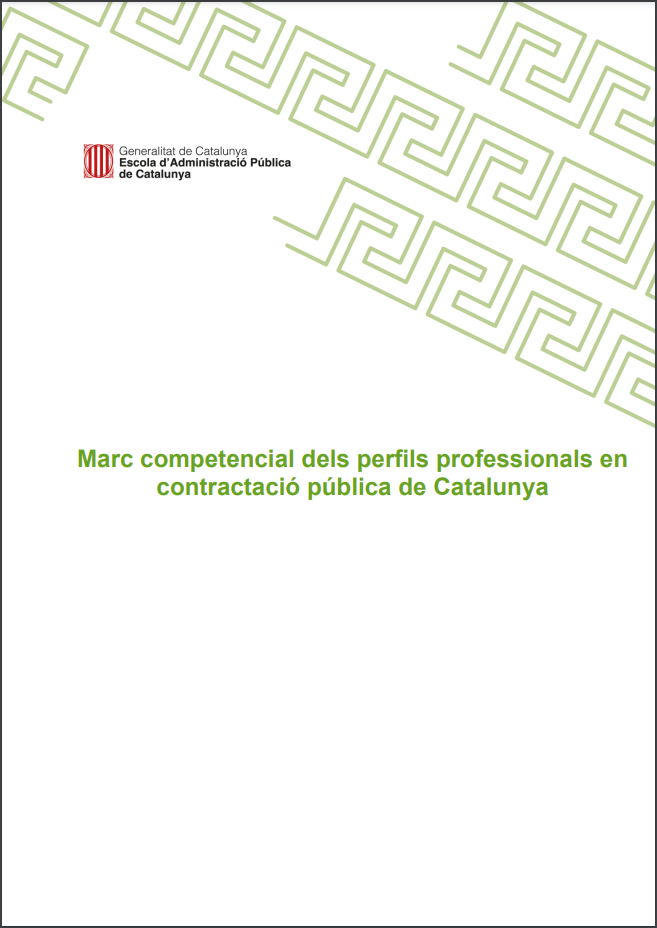 Generalitat de Catalunya
Escola d'Administració Pública
de Catalunya
Marc competencial dels perfils professionals en
contractació pública de Catalunya